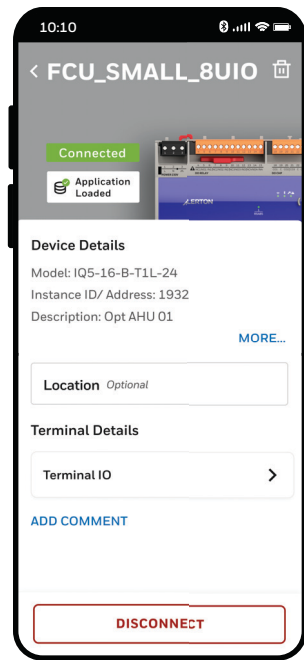 10:10
FCU_SMALL_8UIO
Connected
Application
Loaded
Device Details
Model: IQ5-16-B-T1L-24
Instance ID/ Address: 1932
Description: Opt AHU 01
MORE...
Location Optional
Terminal Details
Terminal IO
ADD COMMENT
DISCONNECT